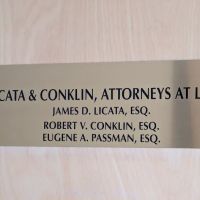 CATA & CONKLIN, ATTORNEYS AT L
JAMES D. LICATA, ESQ.
ROBERT V. CONKLIN, ESQ.
EUGENE A. PASSMAN, ESQ.